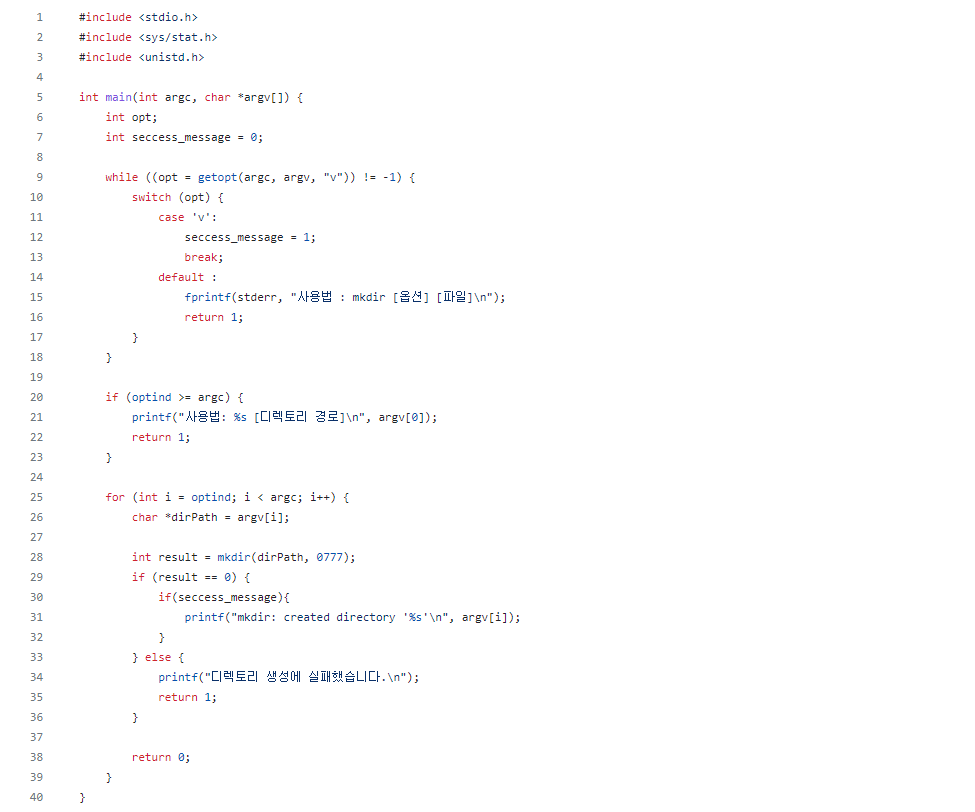 1 #include <stdio.h>
2 #include <sys/stat.h>
3 #include <unistd.h>
4
5 int main(int argc, char *argv[]) {
6 int opt;
7 int seccess_message = 0;
8
9 while ((opt = getopt(argc, argv, "v")) != -1) {
10 switch (opt) {
11 case 'v':
12 seccess_message = 1;
13 break;
14 default :
15 fprintf(stderr, "사용법 : mkdir [옵션] [파일]\n");
16 return 1;
17 }
18 }
19
20 if (optind >= argc) {
21 printf("사용법: %s [디렉토리 경로]\n", argv[0]);
22 return 1;
23 }
24
25 for (int i = optind; i < argc; i++) {
26 char *dirPath = argv[i];
27
28 int result = mkdir(dirPath, 0777);
29 if (result == 0) {
30 if(seccess_message){
31 printf("mkdir: created directory '%s'\n", argv[i]);
32 }
33 } else {
34 printf("디렉토리 생성에 실패했습니다.\n");
35 return 1;
36 }
37
38 return 0;
39 }
40 }